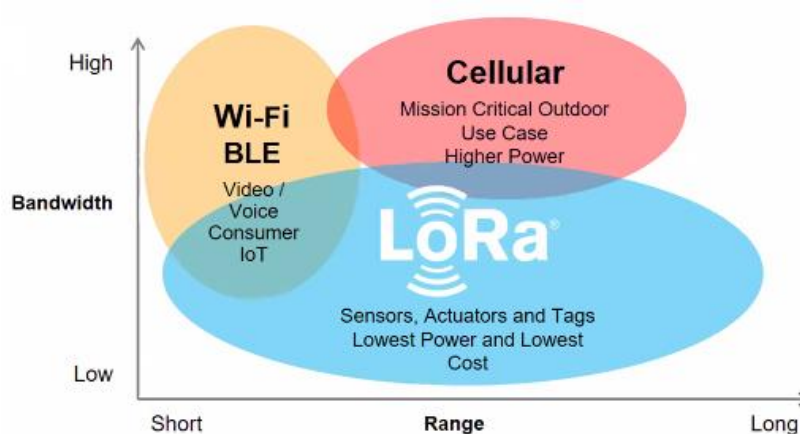 High
Bandwidth
Low
Wi-Fi
BLE
Video /
Voice
Consumer
IoT
Cellular
Mission Critical Outdoor
Use Case
Higher Power
LoRa®
Sensors, Actuators and Tags
Lowest Power and Lowest
Cost
Short
Range
Long